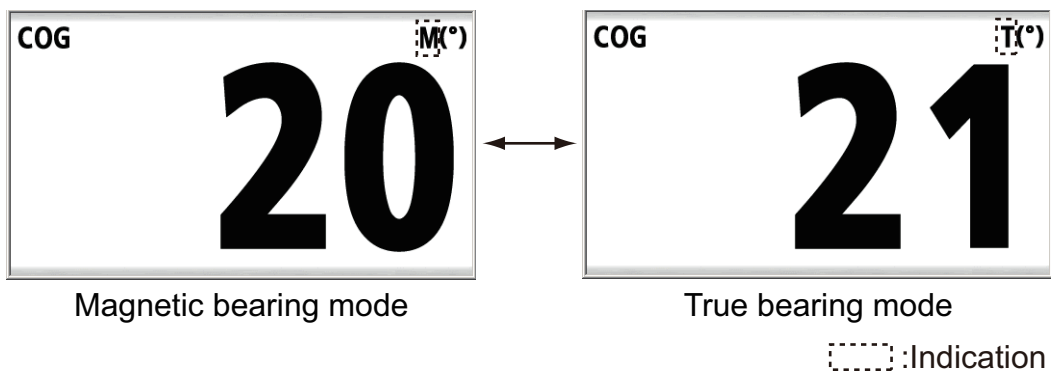 COG M(°)
20
Magnetic bearing mode
COG T(°)
21
True bearing mode
:Indication